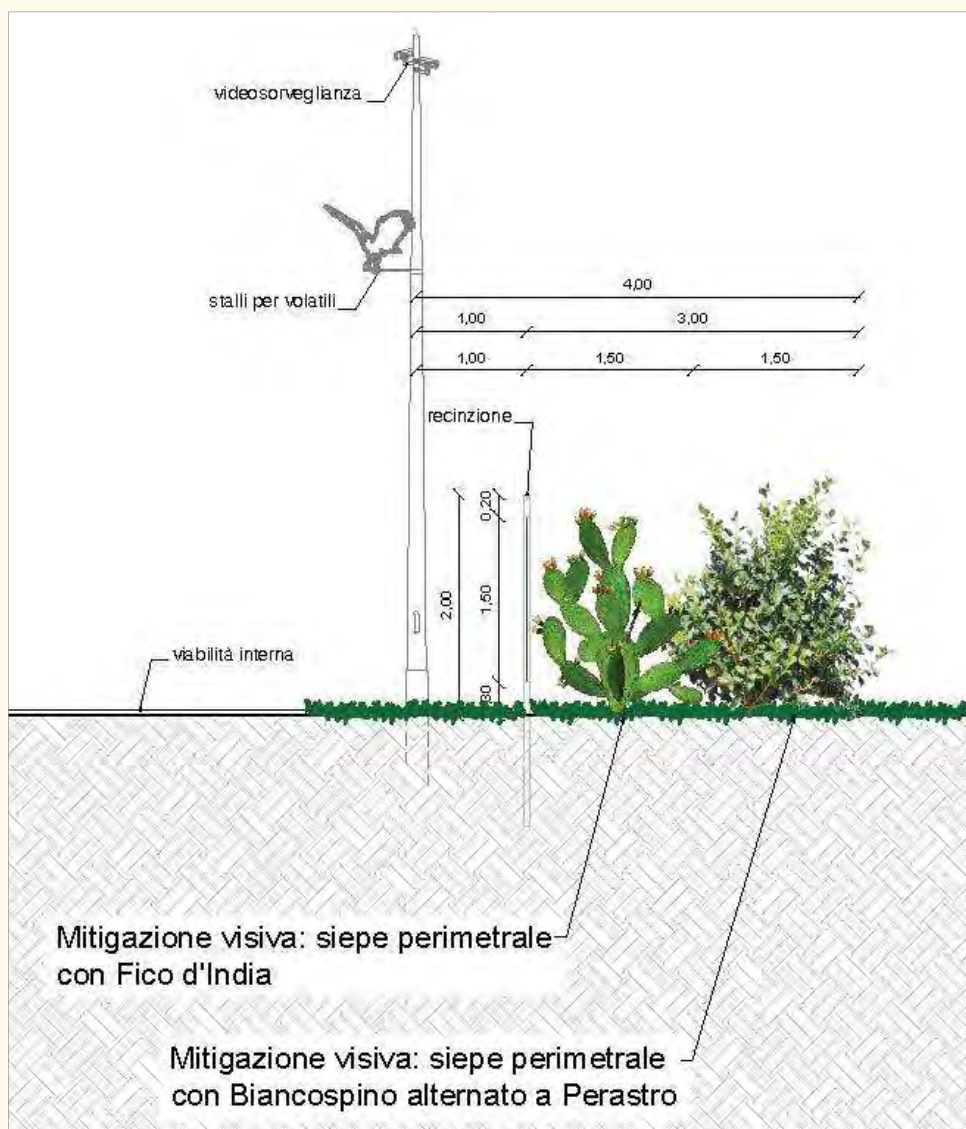 videosorveglianza
stalli per volatili
4,00
1,00 3,00
1,00 1,50 1,50
recinzione
0,20
1,50
2,00
30
viabilità interna
Mitigazione visiva: siepe perimetrale
con Fico d'India
Mitigazione visiva: siepe perimetrale
con Biancospino alternato a Perastro